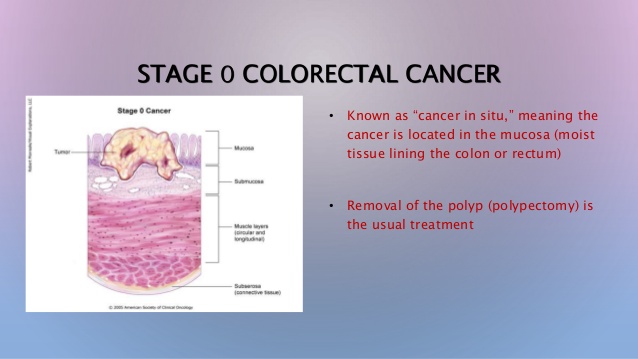 STAGE 0 COLORECTAL CANCER
Stage 0 Cancer
Tumor
Mucosa
Submucosa
Muscle layers
(circular and
longitudinal)
Subserosa
(connective tissue)
© 2005 American Society of Clinical Oncology
• Known as “cancer in situ,” meaning the
cancer is located in the mucosa (moist
tissue lining the colon or rectum)
• Removal of the polyp (polypectomy) is
the usual treatment